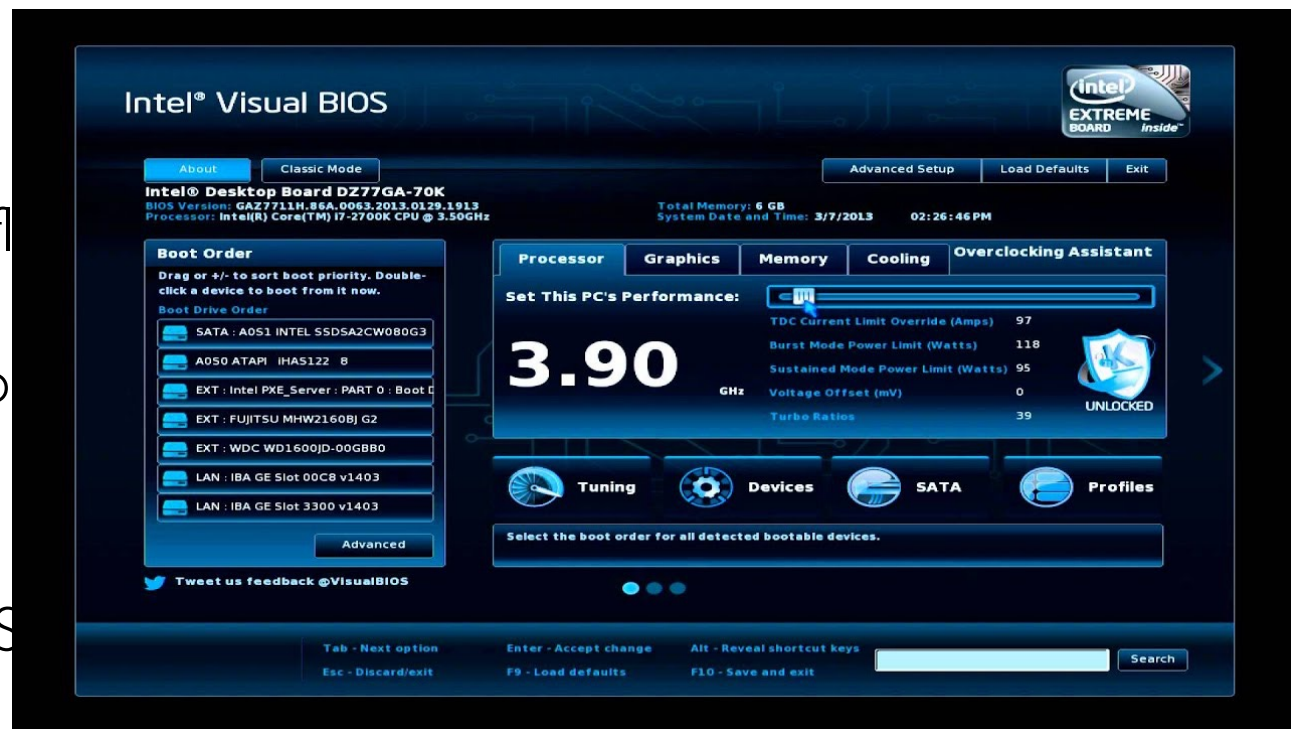 Intel® Visual BIOS
intel
EXTREME
BOARD inside™
About
Classic Mode
Advanced Setup
Load Defaults
Exit
Intel® Desktop Board DZ77GA-70K
BIOS Version: GAZ7711H.86A.0063.2013.0129.1913
Processor: Intel(R) Core(TM) i7-2700K CPU @ 3.50GHz
Total Memory: 6 GB
System Date and Time: 3/7/2013 02:26:46 PM
Boot Order
Drag or +/- to sort boot priority. Double-
click a device to boot from it now.
Boot Drive Order
SATA : A0S1 INTEL SSDSA2CW080G3
A0S0 ATAPI iHAS122 8
EXT : Intel PXE_Server : PART 0 : Boot D
EXT : FUJITSU MHW2160BJ G2
EXT : WDC WD1600JD-00GBB0
LAN : IBA GE Slot 00C8 v1403
LAN : IBA GE Slot 3300 v1403
Advanced
Tweet us feedback @VisualBIOS
Processor
Graphics
Memory
Cooling
Overclocking Assistant
Set This PC's Performance:
3.90
GHz
TDC Current Limit Override (Amps) 97
Burst Mode Power Limit (Watts) 118
Sustained Mode Power Limit (Watts) 95
Voltage Offset (mV) 0
Turbo Ratios 39
K
UNLOCKED
Tuning
Devices
SATA
Profiles
Select the boot order for all detected bootable devices.
Tab - Next option
Enter - Accept change
Alt - Reveal shortcut keys
Esc - Discard/exit
F9 - Load defaults
F10 - Save and exit
Search